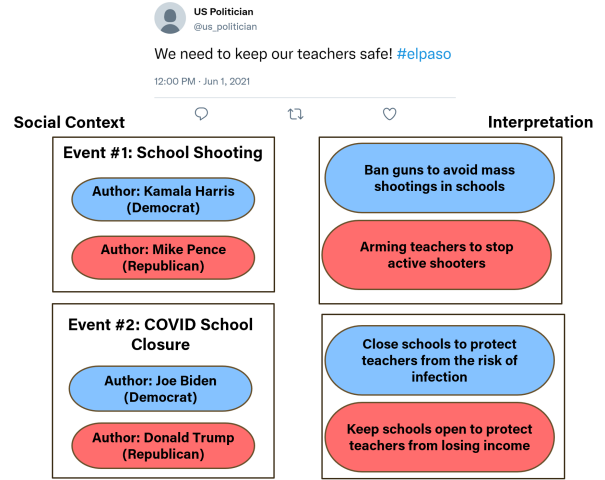 US Politician
@us_politician
We need to keep our teachers safe! #elpaso
12:00 PM · Jun 1, 2021
Social Context
Interpretation
Event #1: School Shooting
Author: Kamala Harris
(Democrat)
Author: Mike Pence
(Republican)
Ban guns to avoid mass
shootings in schools
Arming teachers to stop
active shooters
Event #2: COVID School
Closure
Author: Joe Biden
(Democrat)
Author: Donald Trump
(Republican)
Close schools to protect
teachers from the risk of
infection
Keep schools open to protect
teachers from losing income